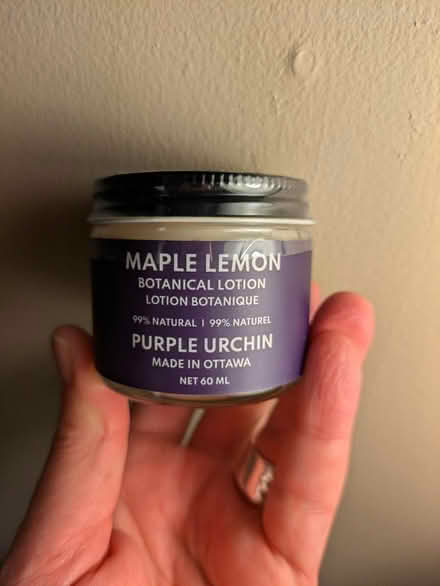 MAPLE LEMON
BOTANICAL LOTION
LOTION BOTANIQUE
99% NATURAL | 99% NATUREL
PURPLE URCHIN
MADE IN OTTAWA
NET 60 ML